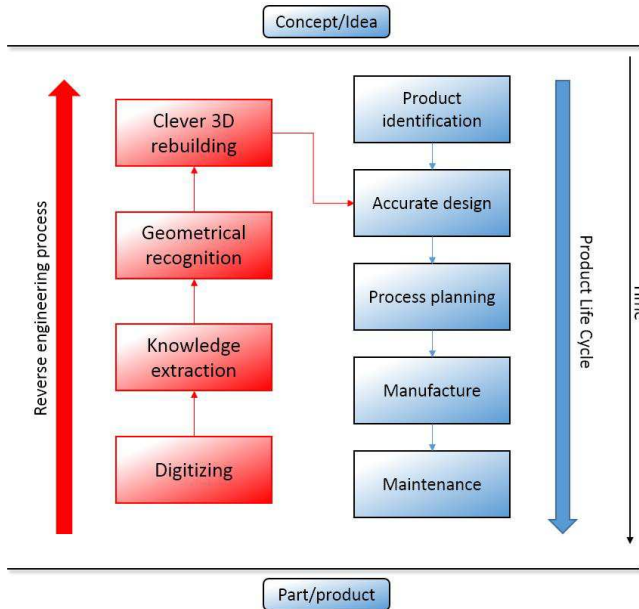 Concept/Idea
Reverse engineering process
Clever 3D
rebuilding
Geometrical
recognition
Knowledge
extraction
Digitizing
Product
identification
Accurate design
Process planning
Manufacture
Maintenance
Product Life Cycle
Time
Part/product